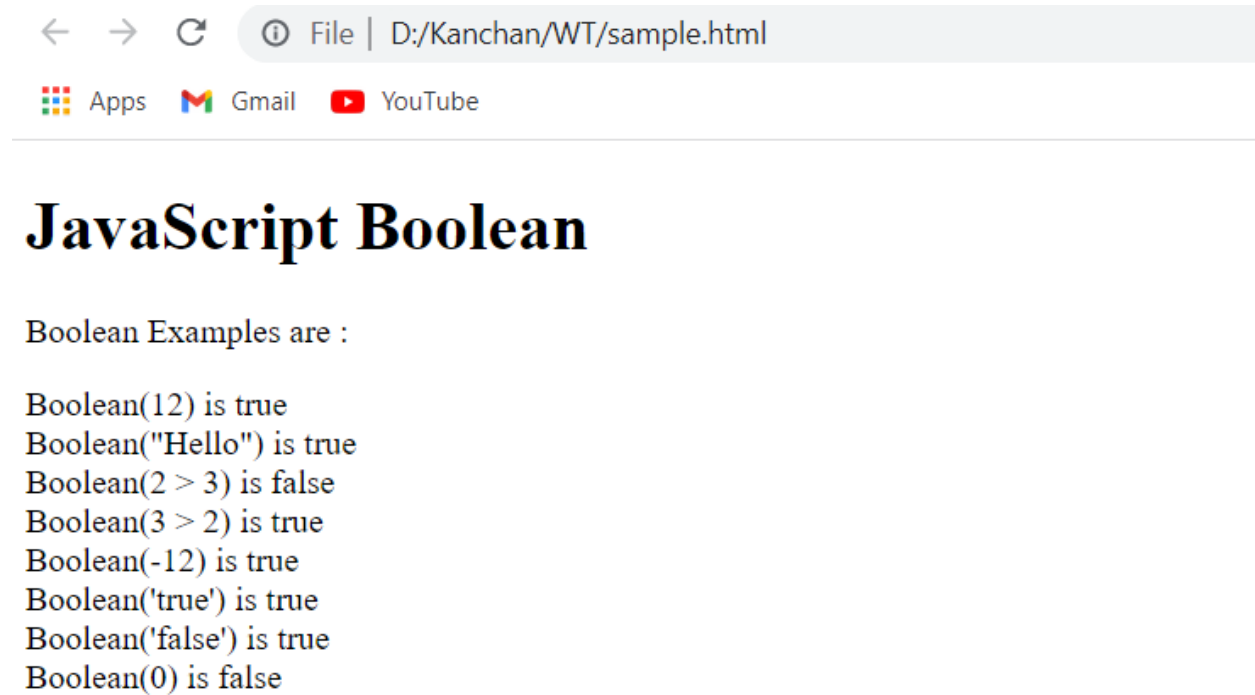 File | D:/Kanchan/WT/sample.html
Apps Gmail YouTube
JavaScript Boolean
Boolean Examples are :
Boolean(12) is true
Boolean("Hello") is true
Boolean(2 > 3) is false
Boolean(3 > 2) is true
Boolean(-12) is true
Boolean('true') is true
Boolean('false') is true
Boolean(0) is false